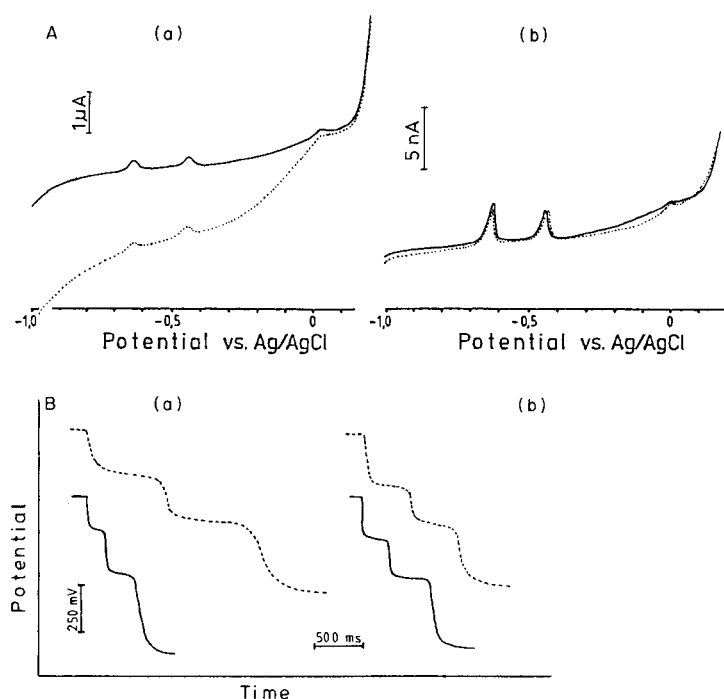 A (a) (b)
1μA
5 nA
-1,0 -0,5 0
Potential vs. Ag/AgCl
-1,0 -0,5 0
Potential vs. Ag/AgCl
B (a) (b)
Potential
250 mV
500 ms
Time